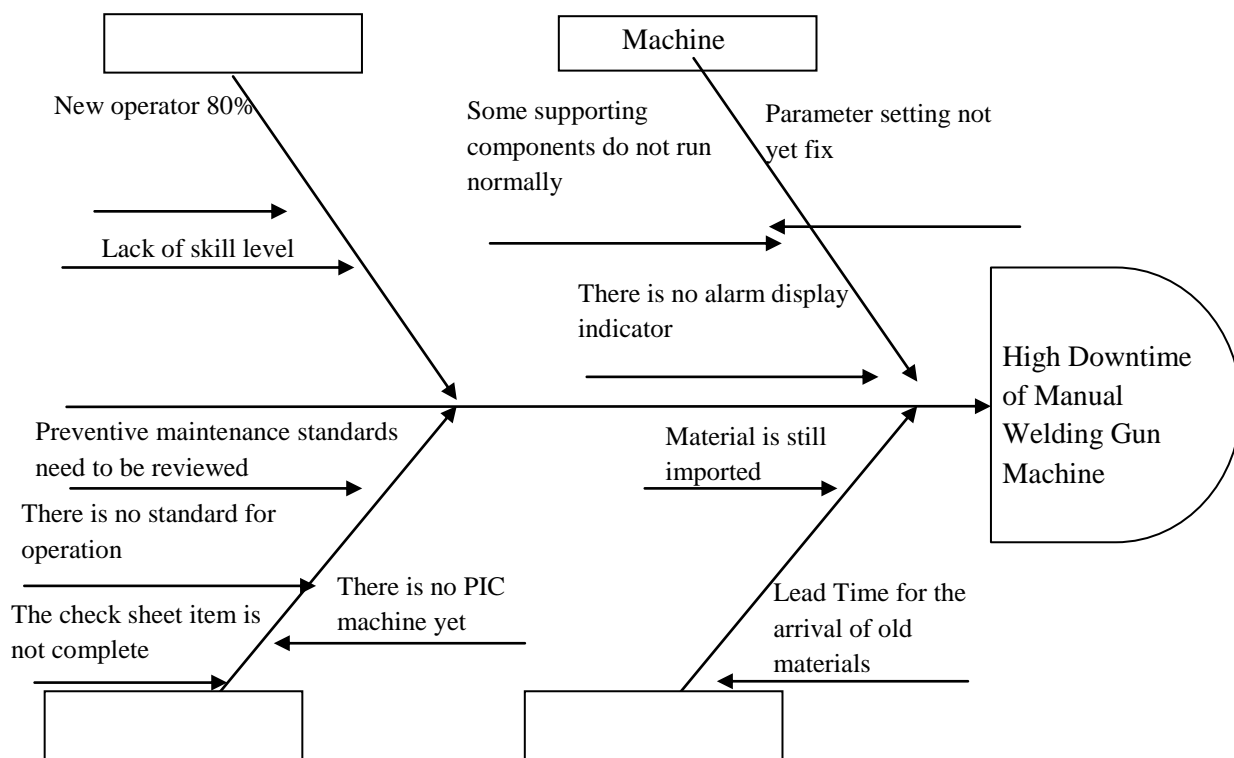 Machine
New operator 80%
Some supporting
components do not run
normally
Parameter setting not
yet fix
Lack of skill level
There is no alarm display
indicator
High Downtime
of Manual
Welding Gun
Machine
Preventive maintenance standards
need to be reviewed
Material is still
imported
There is no standard for
operation
There is no PIC
machine yet
Lead Time for the
arrival of old
materials
The check sheet item is
not complete